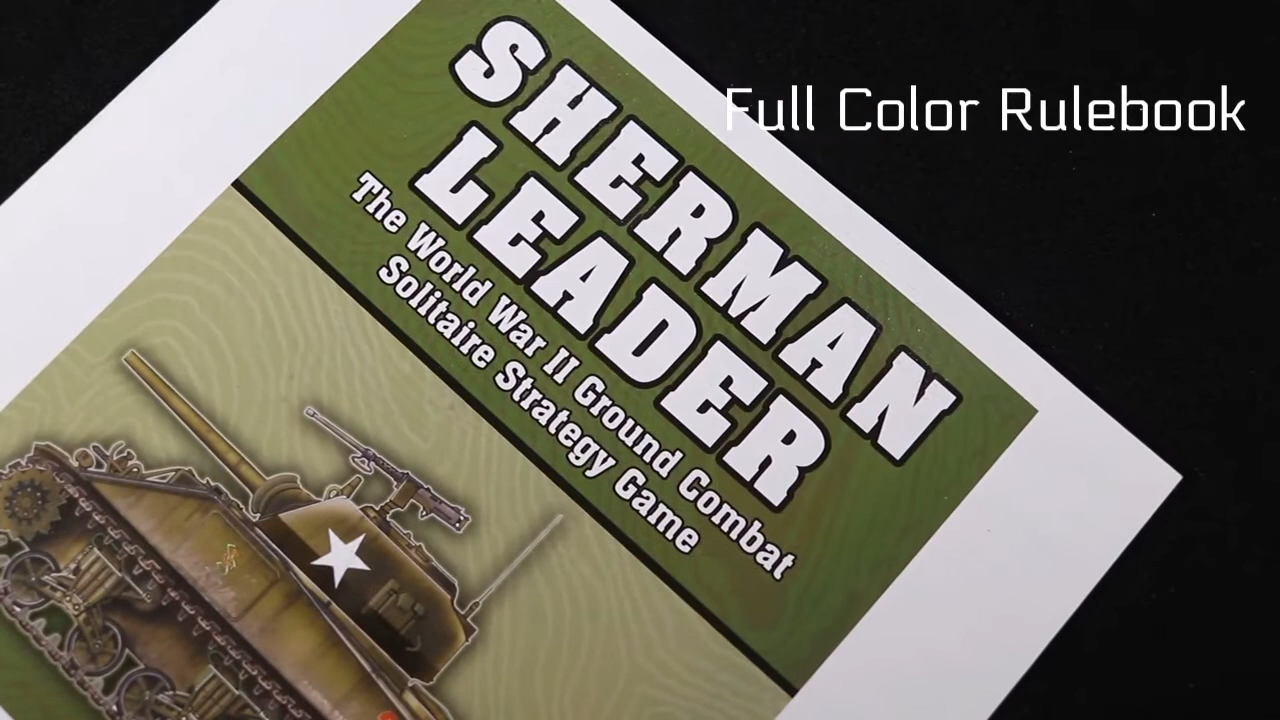 Full Color Rulebook
SHERMAN
LEADER
The World War II Ground Combat
Solitaire Strategy Game